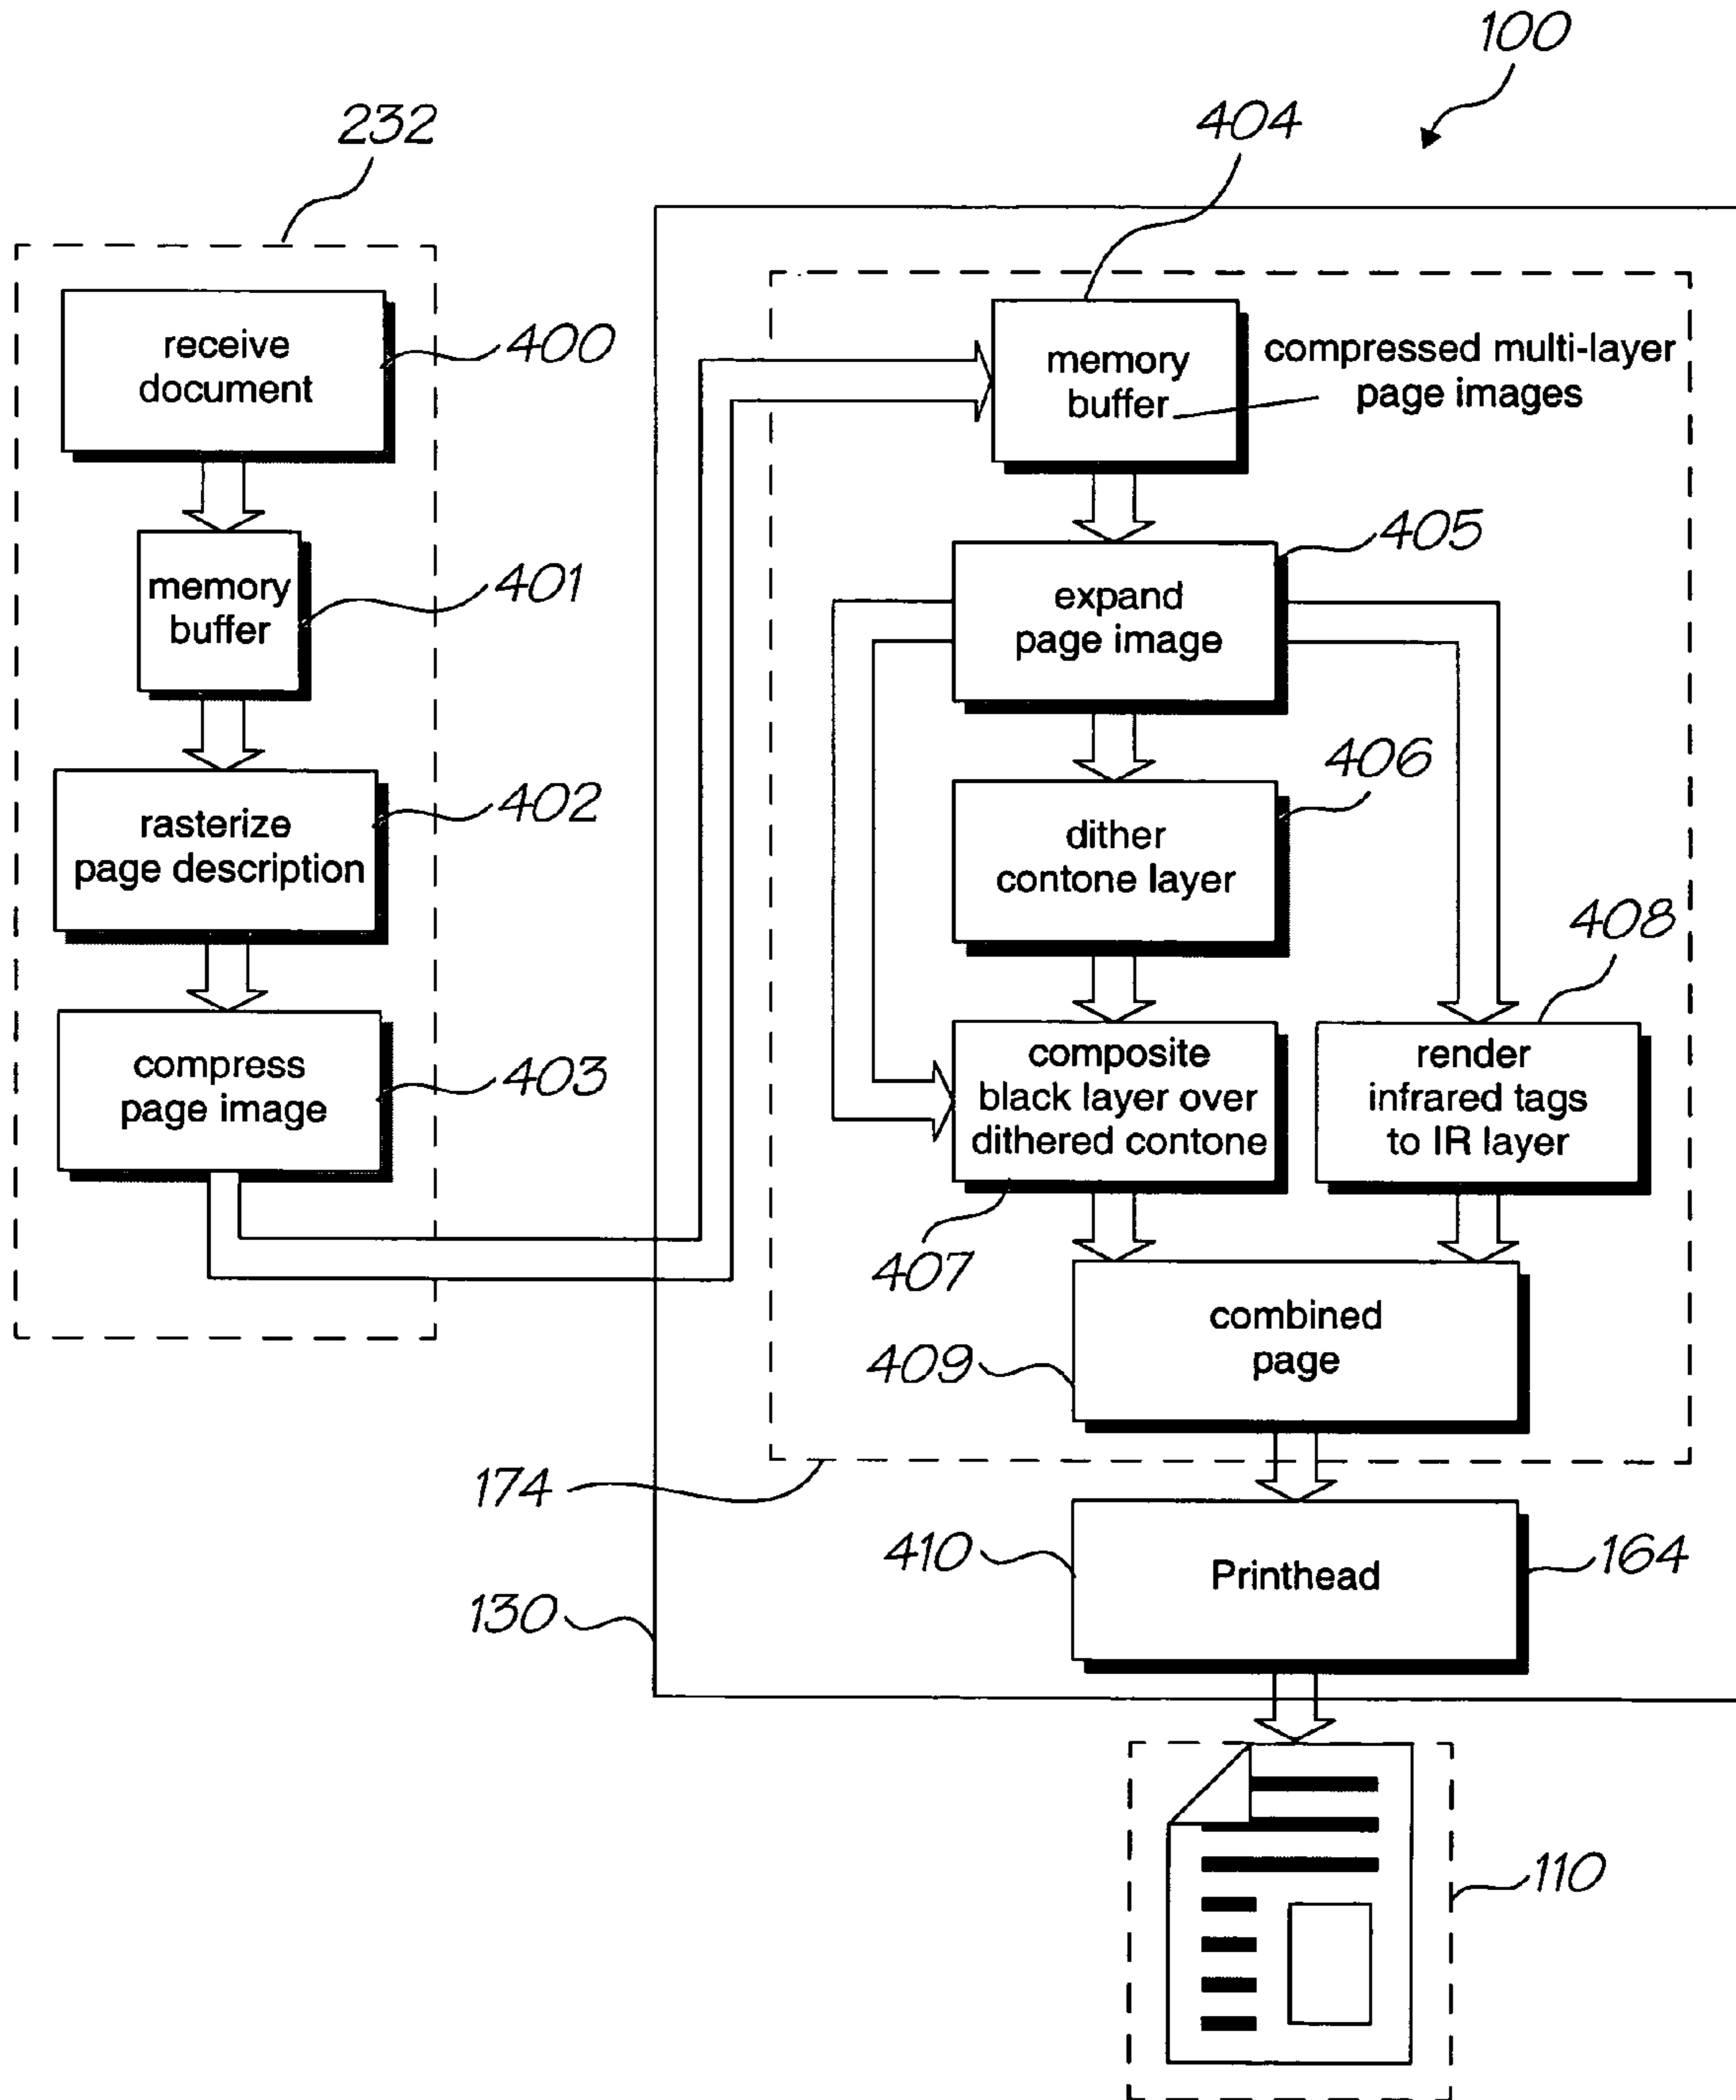 100
232
404
receive
document
400
memory
buffer
compressed multi-layer
page images
memory
buffer
401
expand
page image
405
rasterize
page description
402
dither
contone layer
406
compress
page image
403
composite
black layer over
dithered contone
407
render
infrared tags
to IR layer
408
combined
page
409
174
Printhead
410
164
130
110